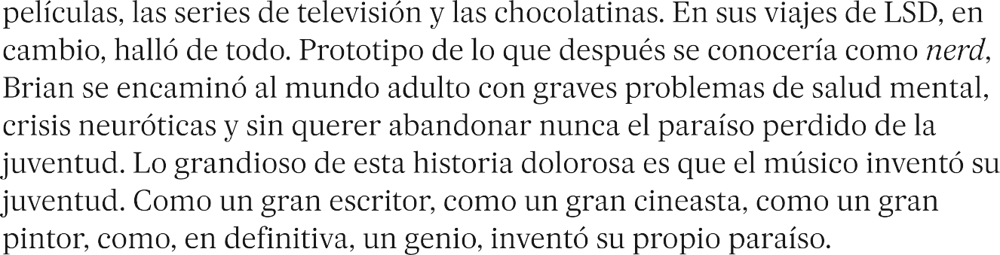 películas, las series de televisión y las chocolatinas. En sus viajes de LSD, en
cambio, halló de todo. Prototipo de lo que después se conocería como nerd,
Brian se encaminó al mundo adulto con graves problemas de salud mental,
crisis neuróticas y sin querer abandonar nunca el paraíso perdido de la
juventud. Lo grandioso de esta historia dolorosa es que el músico inventó su
juventud. Como un gran escritor, como un gran cineasta, como un gran
pintor, como, en definitiva, un genio, inventó su propio paraíso.